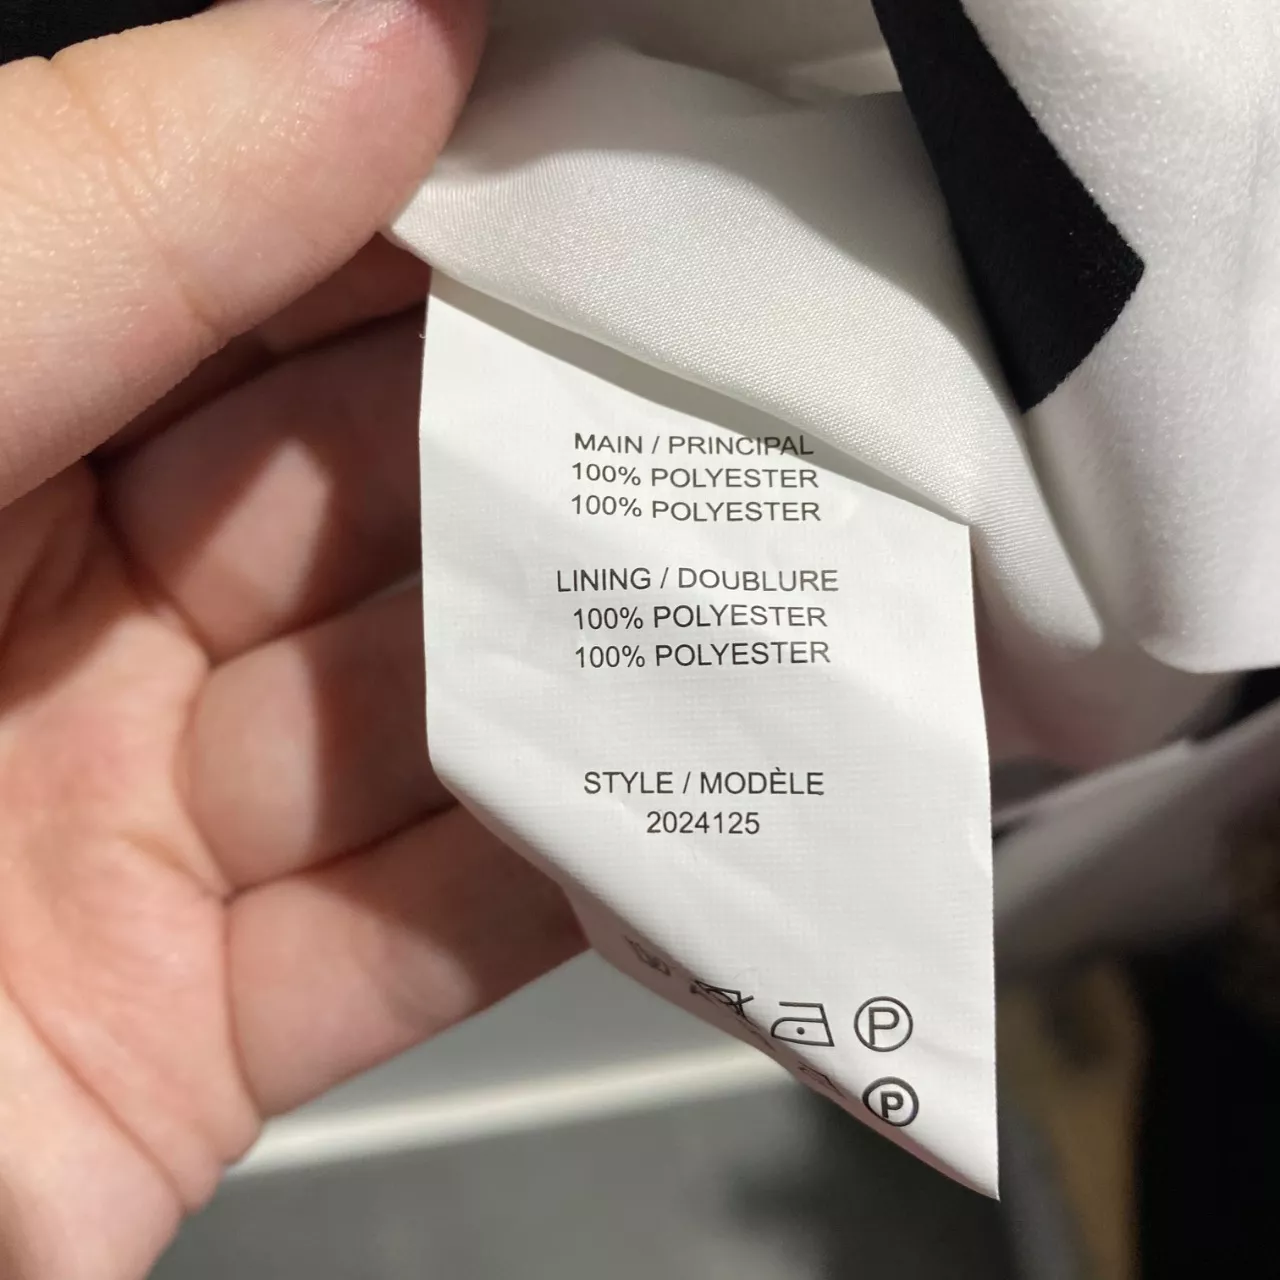 MAIN / PRINCIPAL
100% POLYESTER
100% POLYESTER
LINING / DOUBLURE
100% POLYESTER
100% POLYESTER
STYLE / MODÈLE
2024125
P
P